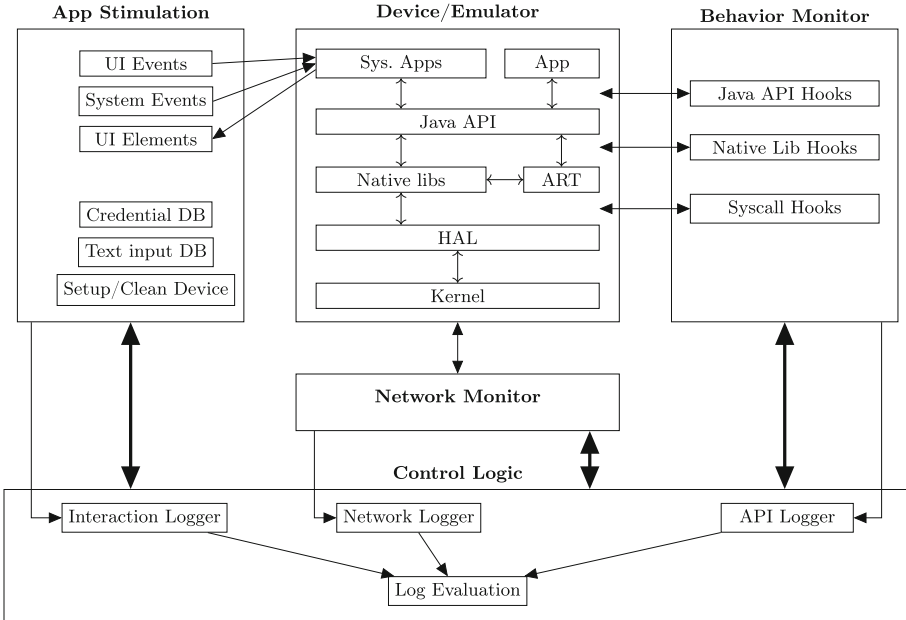 App Stimulation
UI Events
System Events
UI Elements
Credential DB
Text input DB
Setup/Clean Device
Device/Emulator
Sys. Apps
App
Java API
Native libs
ART
HAL
Kernel
Behavior Monitor
Java API Hooks
Native Lib Hooks
Syscall Hooks
Network Monitor
Control Logic
Interaction Logger
Network Logger
API Logger
Log Evaluation